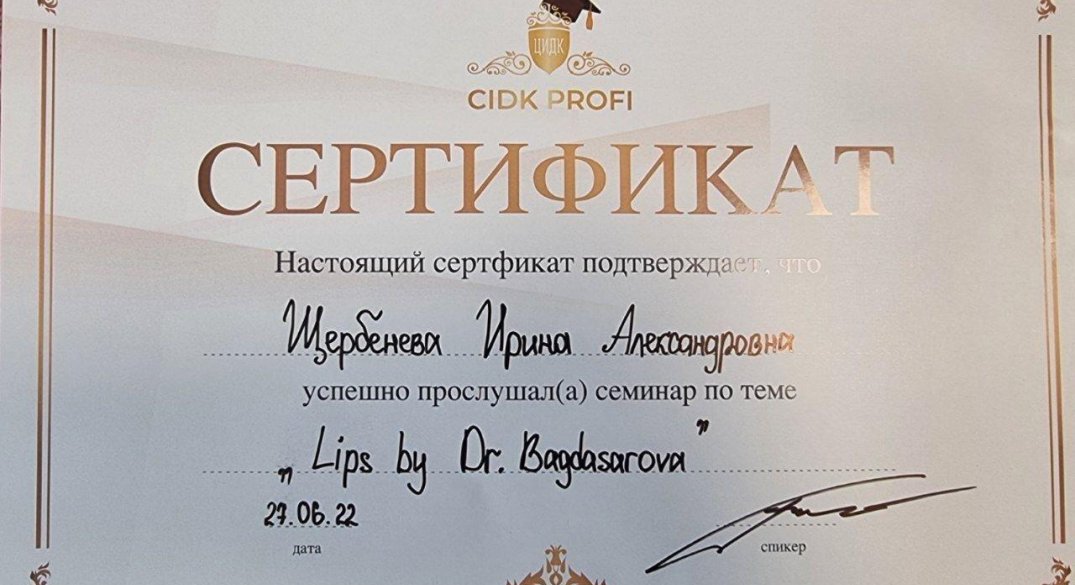 ЦИДК
CIDK PROFI
СЕРТИФИКАТ
Настоящий сертфикат подтверждает, что
Щербенева Ирина Александровна
успешно прослушал(а) семинар по теме
„Lips by Dr. Bagdasarova”
27.06.22
дата
спикер